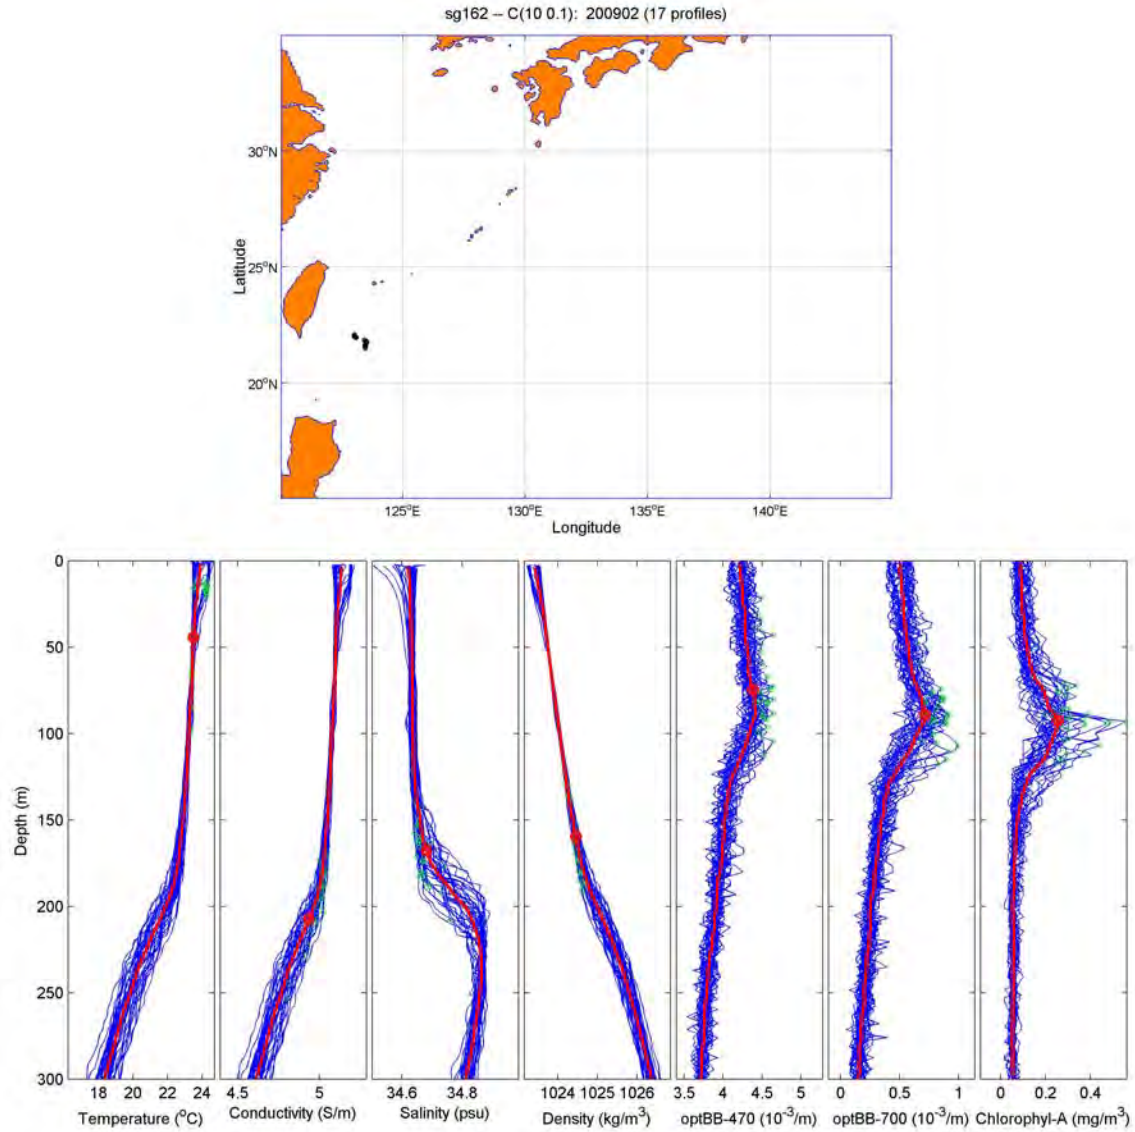 sg162 -- C(10 0.1): 200902 (17 profiles)
30°N
25°N
20°N
Latitude
125°E 130°E 135°E 140°E
Longitude
0
50
100
150
200
250
300
Depth (m)
18 20 22 24
4.5 5
34.6 34.8
1024 1025 1026
3.5 4 4.5 5
0 0.5 1
0 0.2 0.4
Temperature (°C) Conductivity (S/m) Salinity (psu) Density (kg/m³) optBB-470 (10⁻³/m) optBB-700 (10⁻³/m) Chlorophyl-A (mg/m³)